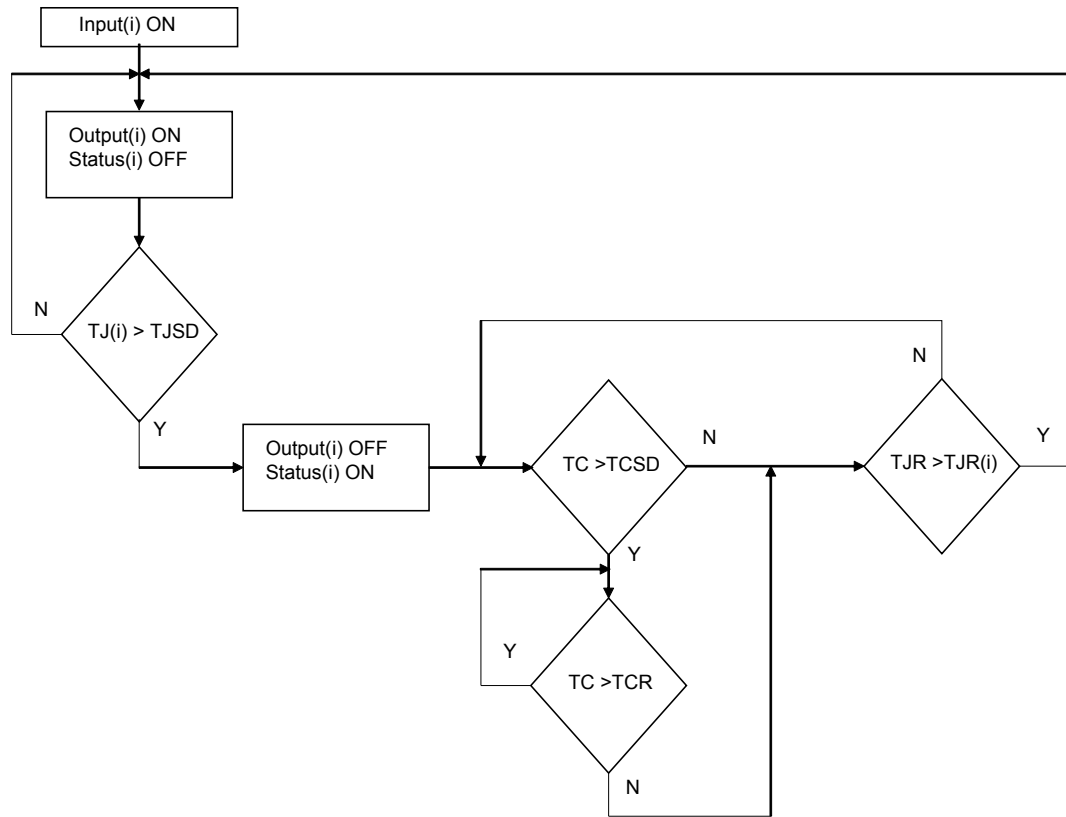 Input(i) ON
Output(i) ON
Status(i) OFF
N
TJ(i) > TJSD
Y
Output(i) OFF
Status(i) ON
TC >TCSD
N
Y
N
TJR >TJR(i)
Y
Y
TC >TCR
N